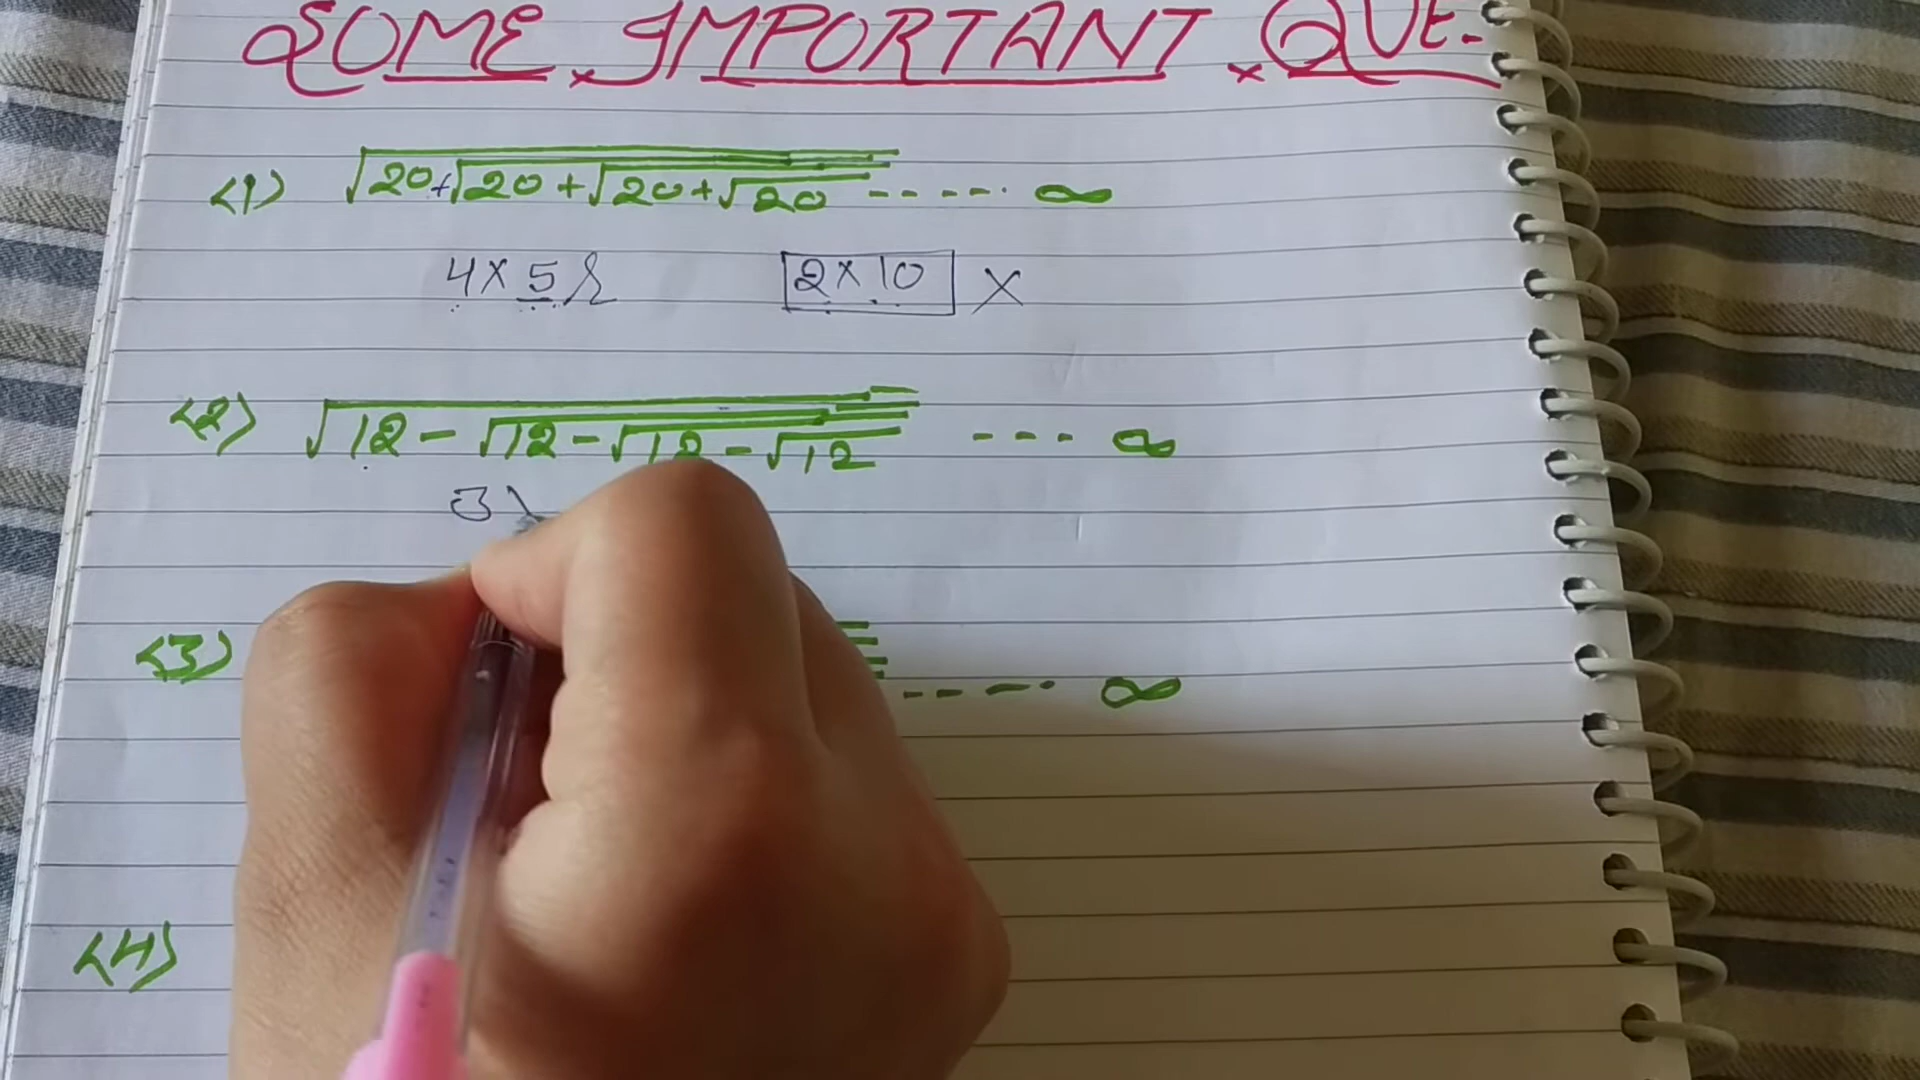 SOME IMPORTANT QUE.
(1) √20+√20+√20+√20 ----- ∞
4×5 2×10 ×
(2) √12-√12-√12-√12 --- ∞
3
(3) ---- ∞
(4)